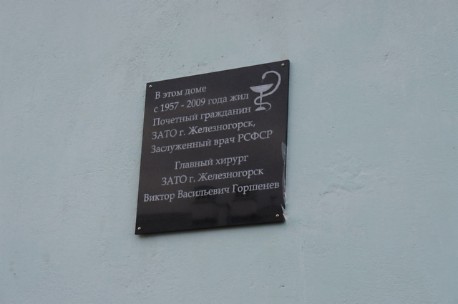 В этом доме
с 1957 - 2009 года жил
Почетный гражданин
ЗАТО г. Железногорск,
Заслуженный врач РСФСР
Главный хирург
ЗАТО г. Железногорск
Виктор Васильевич Горшенев